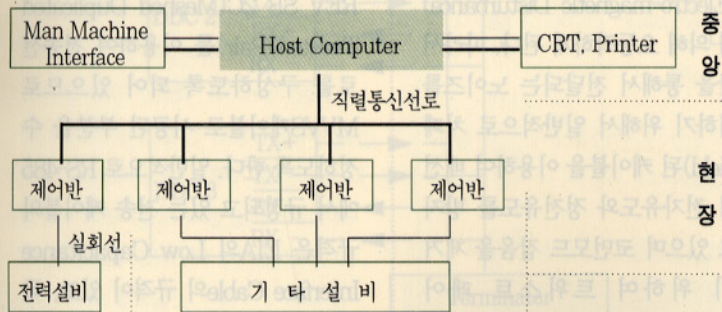 Man Machine
Interface
Host Computer
CRT. Printer
중
앙
직렬통신선로
제어반
제어반
제어반
제어반
현
장
실회선
전력설비
기 타 설 비